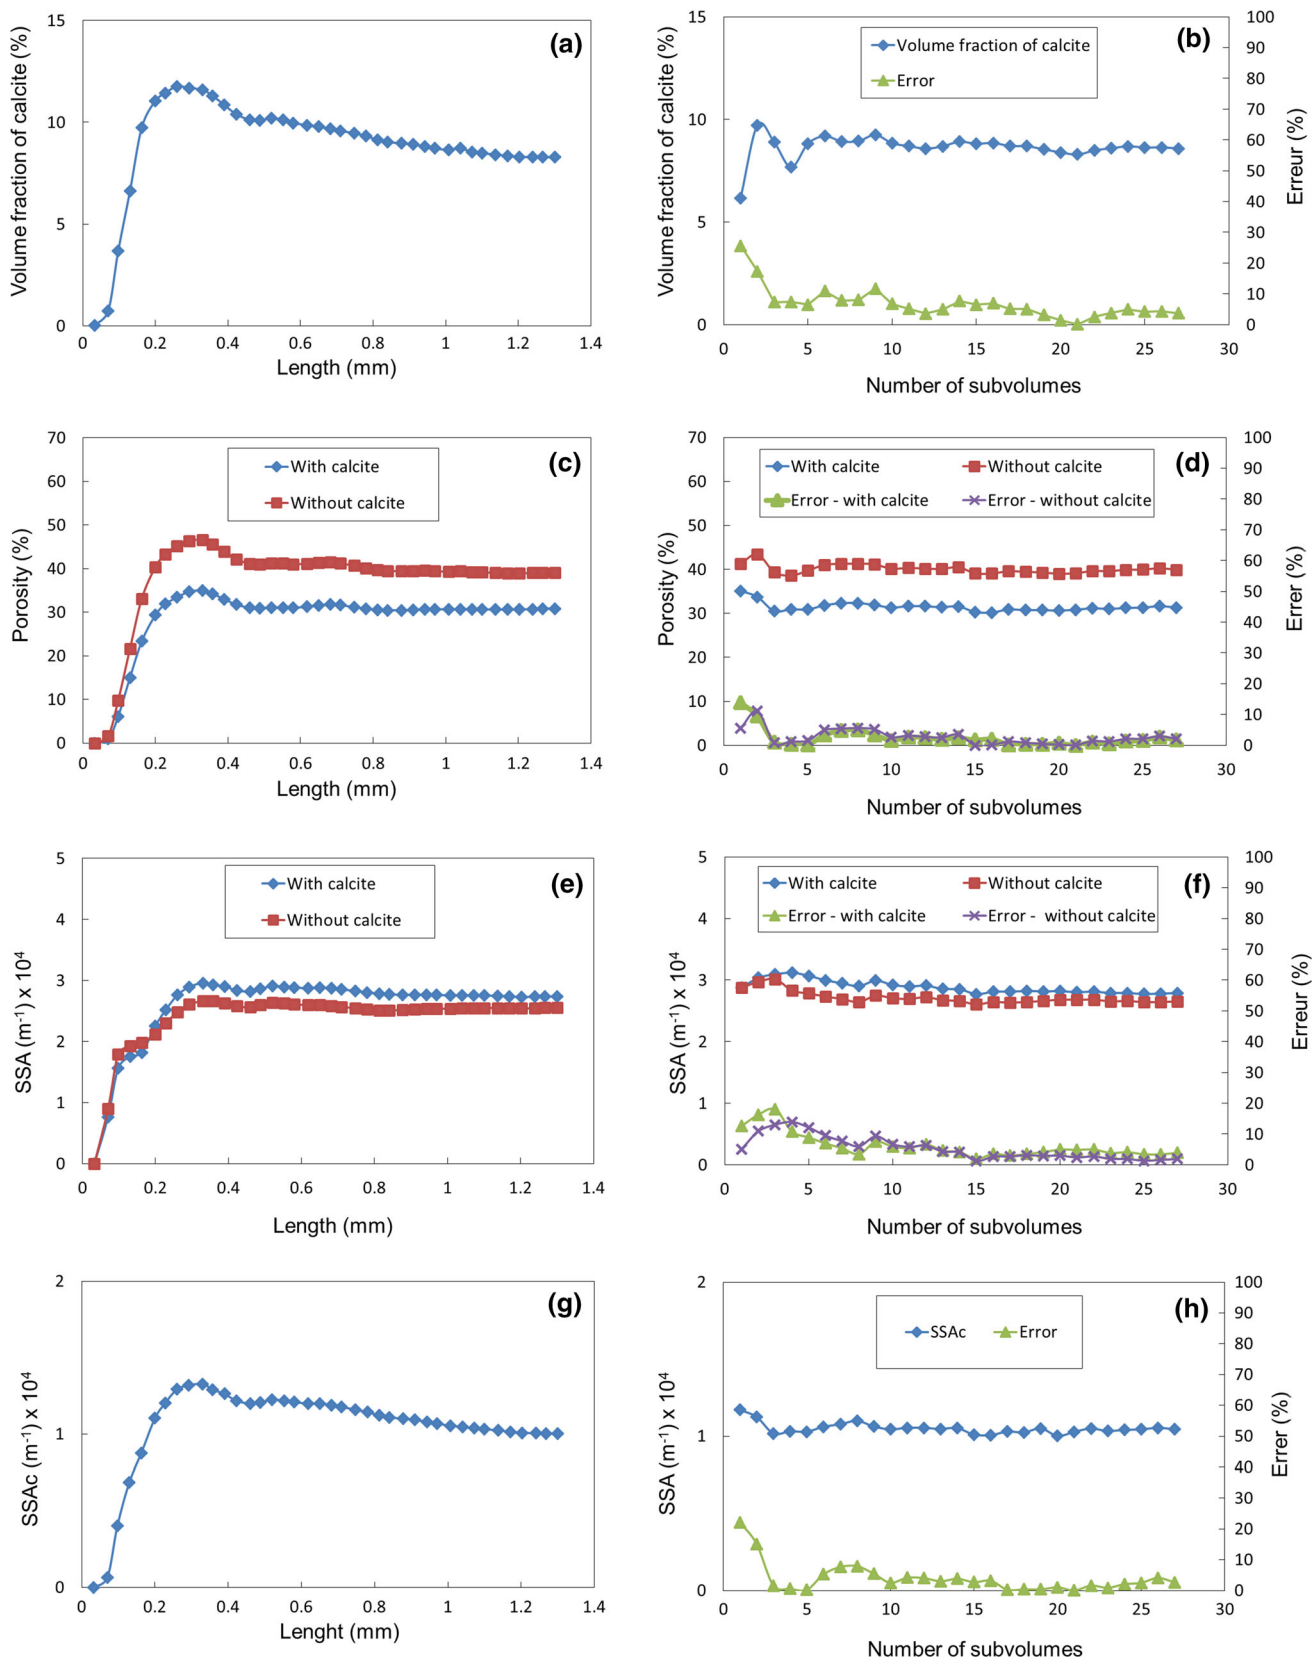 (a)
Volume fraction of calcite (%)
15
10
5
0
0 0.2 0.4 0.6 0.8 1 1.2 1.4
Length (mm)
(b)
Volume fraction of calcite
Error
Volume fraction of calcite (%)
15
10
5
0
Erreur (%)
100
90
80
70
60
50
40
30
20
10
0
0 5 10 15 20 25 30
Number of subvolumes
(c)
With calcite
Without calcite
Porosity (%)
70
60
50
40
30
20
10
0
0 0.2 0.4 0.6 0.8 1 1.2 1.4
Length (mm)
(d)
With calcite Without calcite
Error - with calcite Error - without calcite
Porosity (%)
70
60
50
40
30
20
10
0
Errer (%)
100
90
80
70
60
50
40
30
20
10
0
0 5 10 15 20 25 30
Number of subvolumes
(e)
With calcite
Without calcite
SSA (m⁻¹) x 10⁴
5
4
3
2
1
0
0 0.2 0.4 0.6 0.8 1 1.2 1.4
Length (mm)
(f)
With calcite Without calcite
Error - with calcite Error - without calcite
SSA (m⁻¹) x 10⁴
5
4
3
2
1
0
Erreur (%)
100
90
80
70
60
50
40
30
20
10
0
0 5 10 15 20 25 30
Number of subvolumes
(g)
SSAc (m⁻¹) x 10⁴
2
1
0
0 0.2 0.4 0.6 0.8 1 1.2 1.4
Lenght (mm)
(h)
SSAc Error
SSA (m⁻¹) x 10⁴
2
1
0
Errer (%)
100
90
80
70
60
50
40
30
20
10
0
0 5 10 15 20 25 30
Number of subvolumes